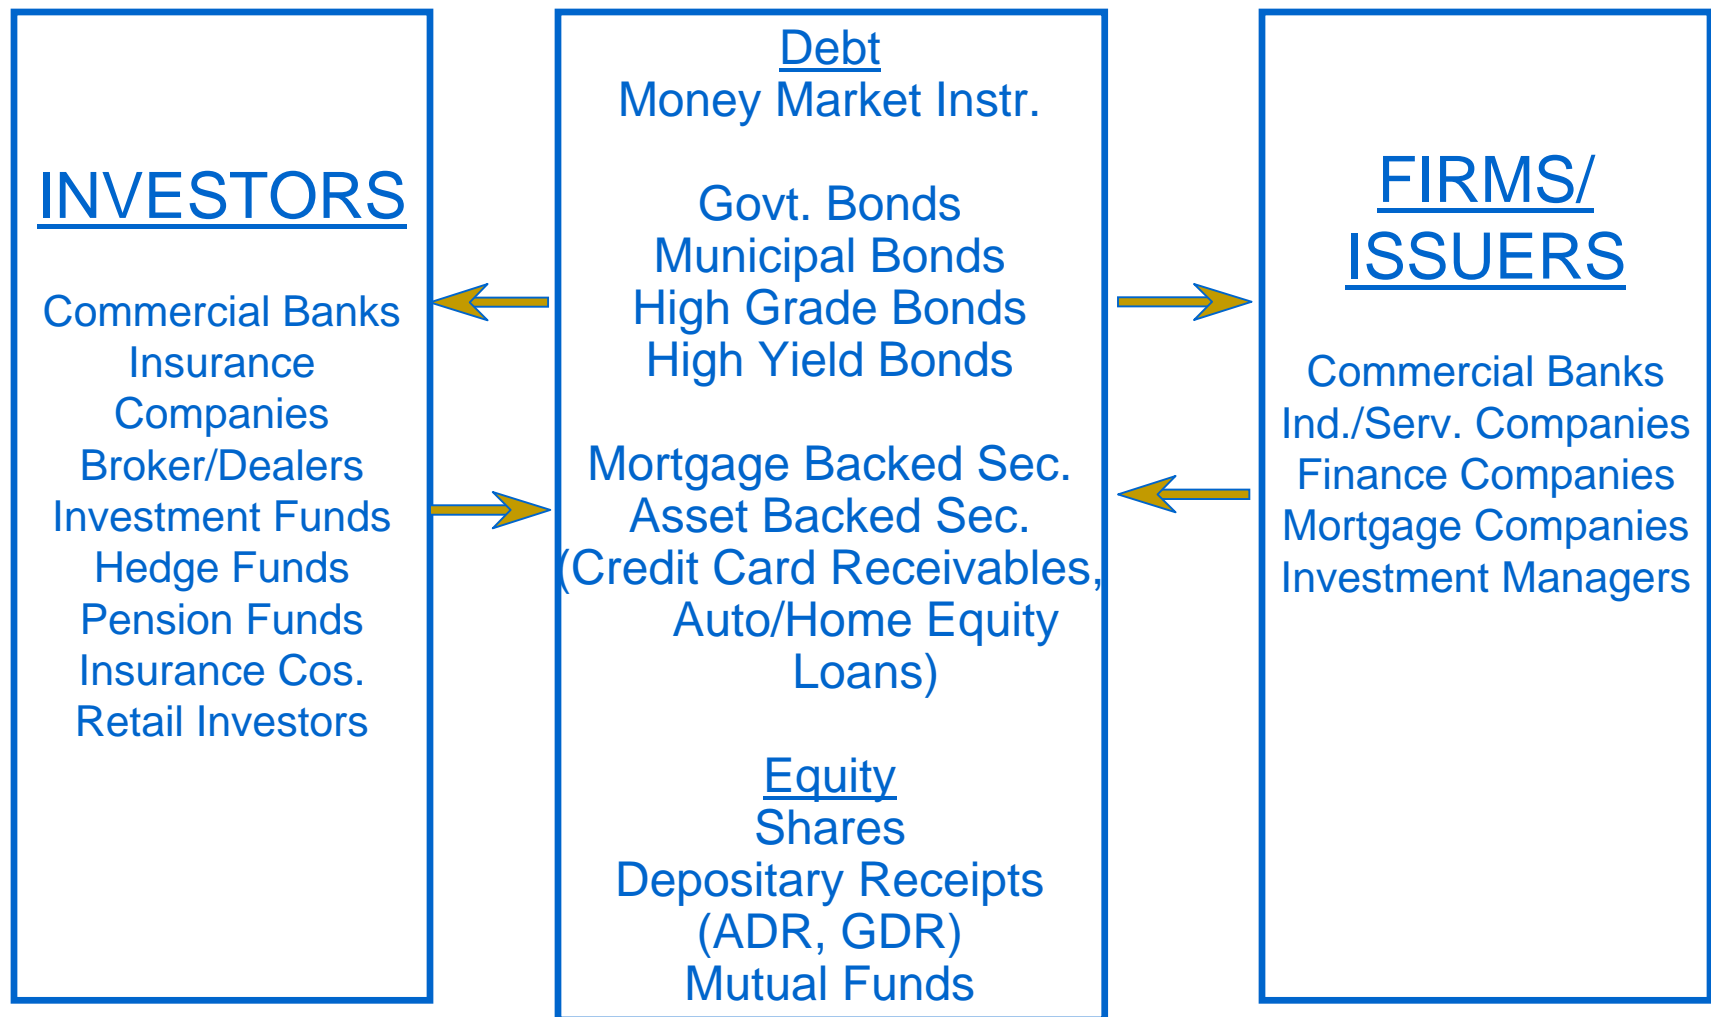 INVESTORS
Commercial Banks
Insurance
Companies
Broker/Dealers
Investment Funds
Hedge Funds
Pension Funds
Insurance Cos.
Retail Investors
Debt
Money Market Instr.
Govt. Bonds
Municipal Bonds
High Grade Bonds
High Yield Bonds
Mortgage Backed Sec.
Asset Backed Sec.
(Credit Card Receivables,
Auto/Home Equity
Loans)
Equity
Shares
Depositary Receipts
(ADR, GDR)
Mutual Funds
FIRMS/
ISSUERS
Commercial Banks
Ind./Serv. Companies
Finance Companies
Mortgage Companies
Investment Managers